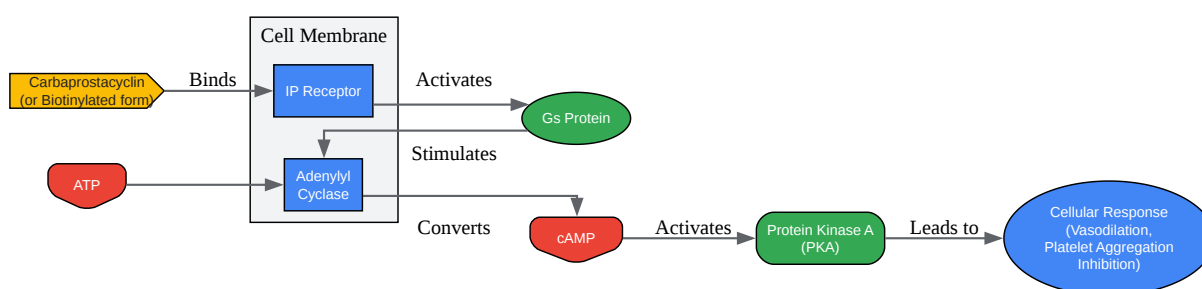 Cell Membrane
Carbaprostacyclin
(or Biotinylated form)
Binds
IP Receptor
Activates
Gs Protein
Stimulates
ATP
Adenylyl
Cyclase
Converts
cAMP
Activates
Protein Kinase A
(PKA)
Leads to
Cellular Response
(Vasodilation,
Platelet Aggregation
Inhibition)